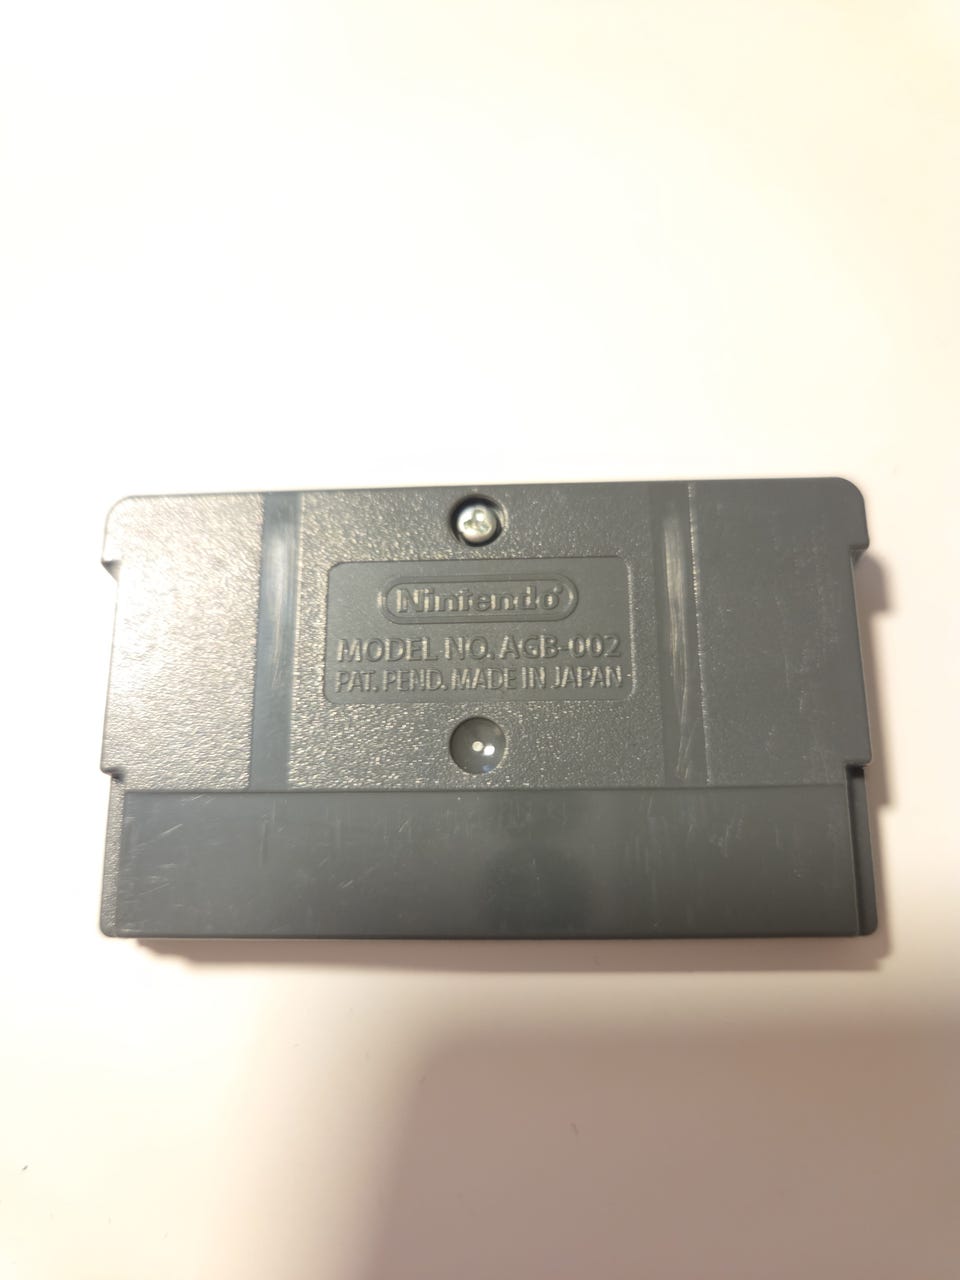 Nintendo®
MODEL NO. AGB-002
PAT. PEND. MADE IN JAPAN